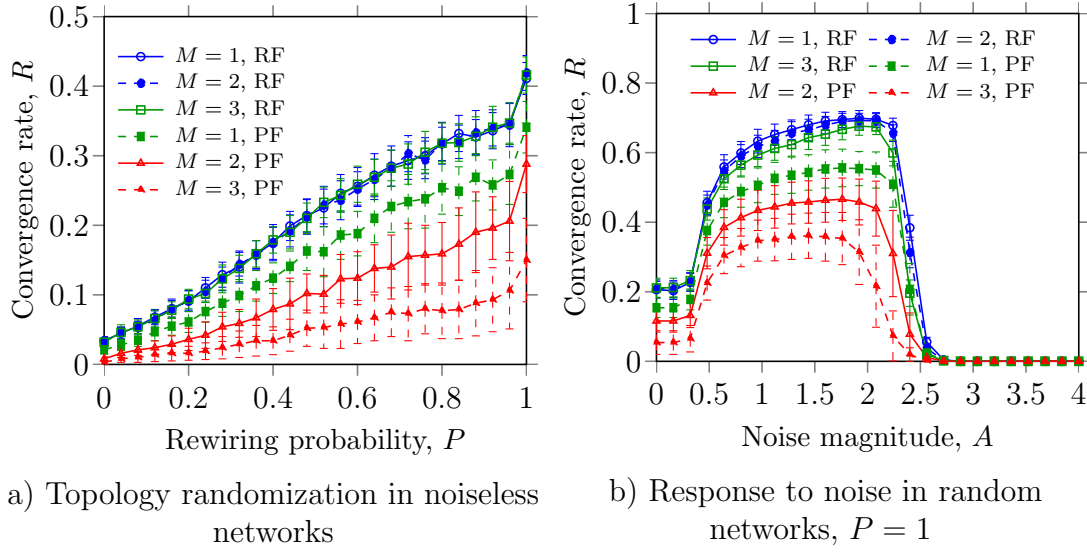 0.5
0.4
0.3
0.2
0.1
0
Convergence rate, R
M = 1, RF
M = 2, RF
M = 3, RF
M = 1, PF
M = 2, PF
M = 3, PF
0 0.2 0.4 0.6 0.8 1
Rewiring probability, P
a) Topology randomization in noiseless
networks
1
0.8
0.6
0.4
0.2
0
Convergence rate, R
M = 1, RF M = 2, RF
M = 3, RF M = 1, PF
M = 2, PF M = 3, PF
0 0.5 1 1.5 2 2.5 3 3.5 4
Noise magnitude, A
b) Response to noise in random
networks, P = 1